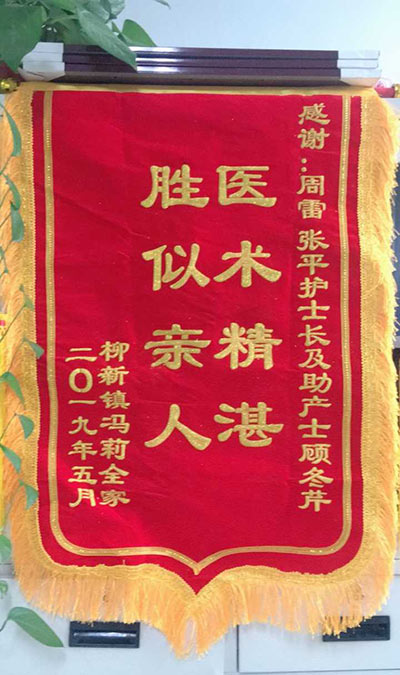 感谢：周雷 张平护士长及助产士顾冬芹
医术精湛
胜似亲人
柳新镇冯莉全家
二〇一九年五月